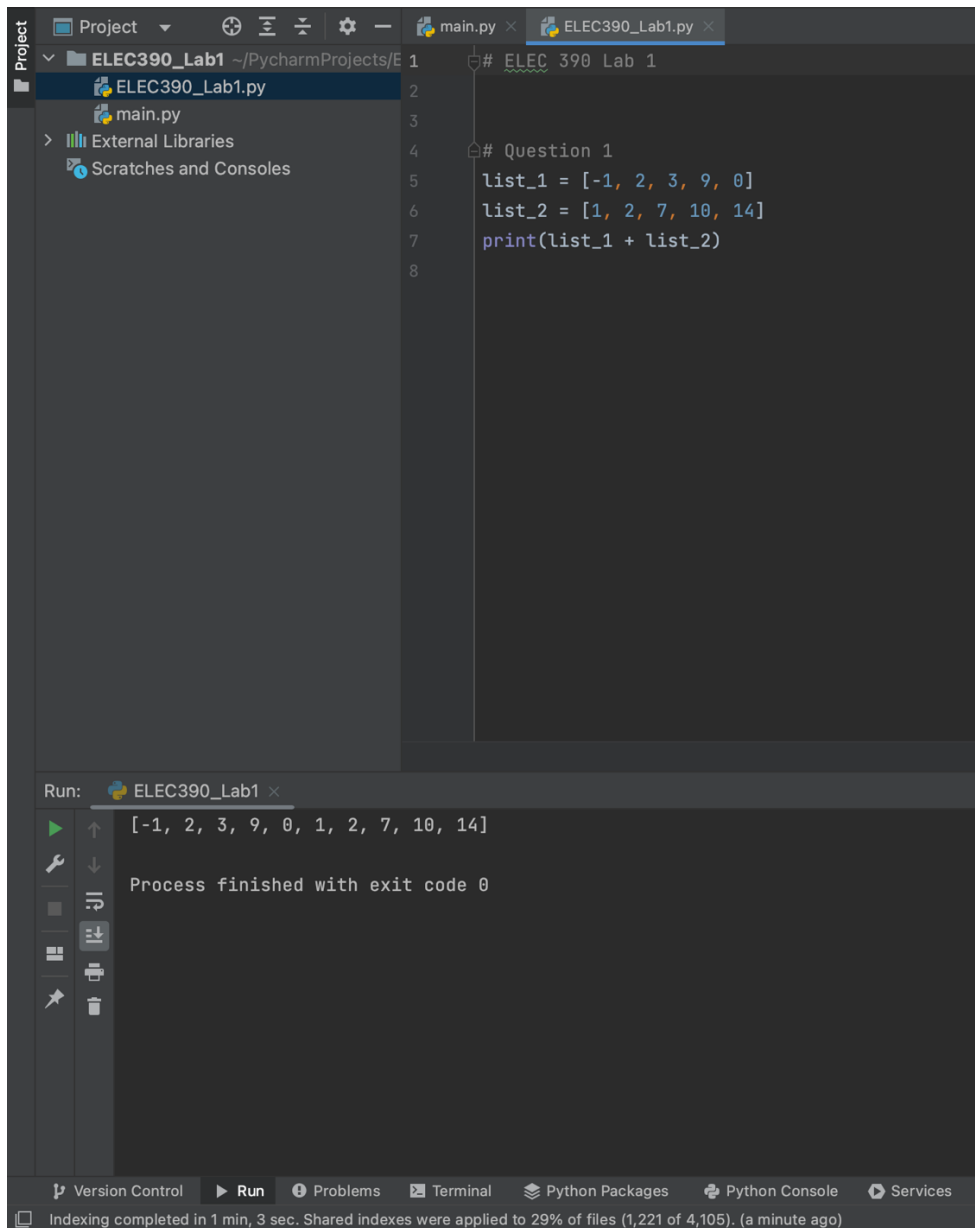 Project
Project
main.py
ELEC390_Lab1.py
ELEC390_Lab1 ~/PycharmProjects/E
ELEC390_Lab1.py
main.py
External Libraries
Scratches and Consoles
1 # ELEC 390 Lab 1
2
3
4 # Question 1
5 list_1 = [-1, 2, 3, 9, 0]
6 list_2 = [1, 2, 7, 10, 14]
7 print(list_1 + list_2)
8
Run: ELEC390_Lab1
[-1, 2, 3, 9, 0, 1, 2, 7, 10, 14]
Process finished with exit code 0
Version Control Run Problems Terminal Python Packages Python Console Services
Indexing completed in 1 min, 3 sec. Shared indexes were applied to 29% of files (1,221 of 4,105). (a minute ago)